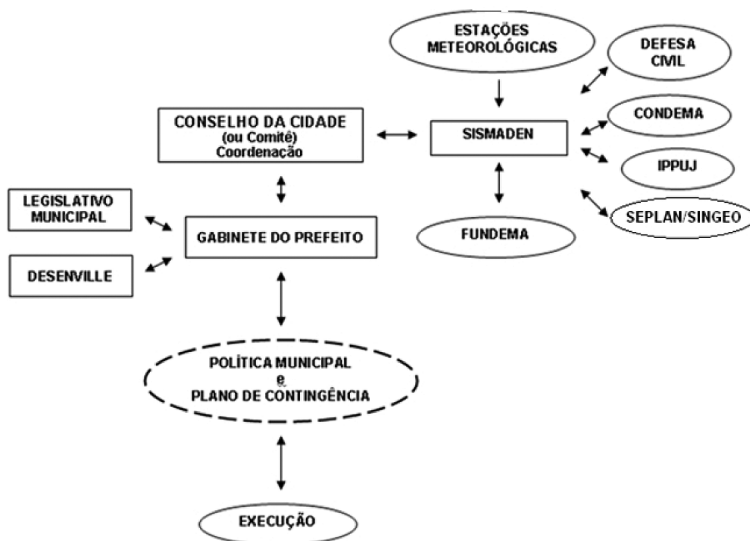 ESTAÇÕES
METEOROLÓGICAS
DEFESA
CIVIL
CONSELHO DA CIDADE
(ou Comitê)
Coordenação
SISMADEN
CONDEMA
IPPUJ
SEPLAN/SINGEO
FUNDEMA
LEGISLATIVO
MUNICIPAL
GABINETE DO PREFEITO
DESENVILLE
POLÍTICA MUNICIPAL
e
PLANO DE CONTINGÊNCIA
EXECUÇÃO